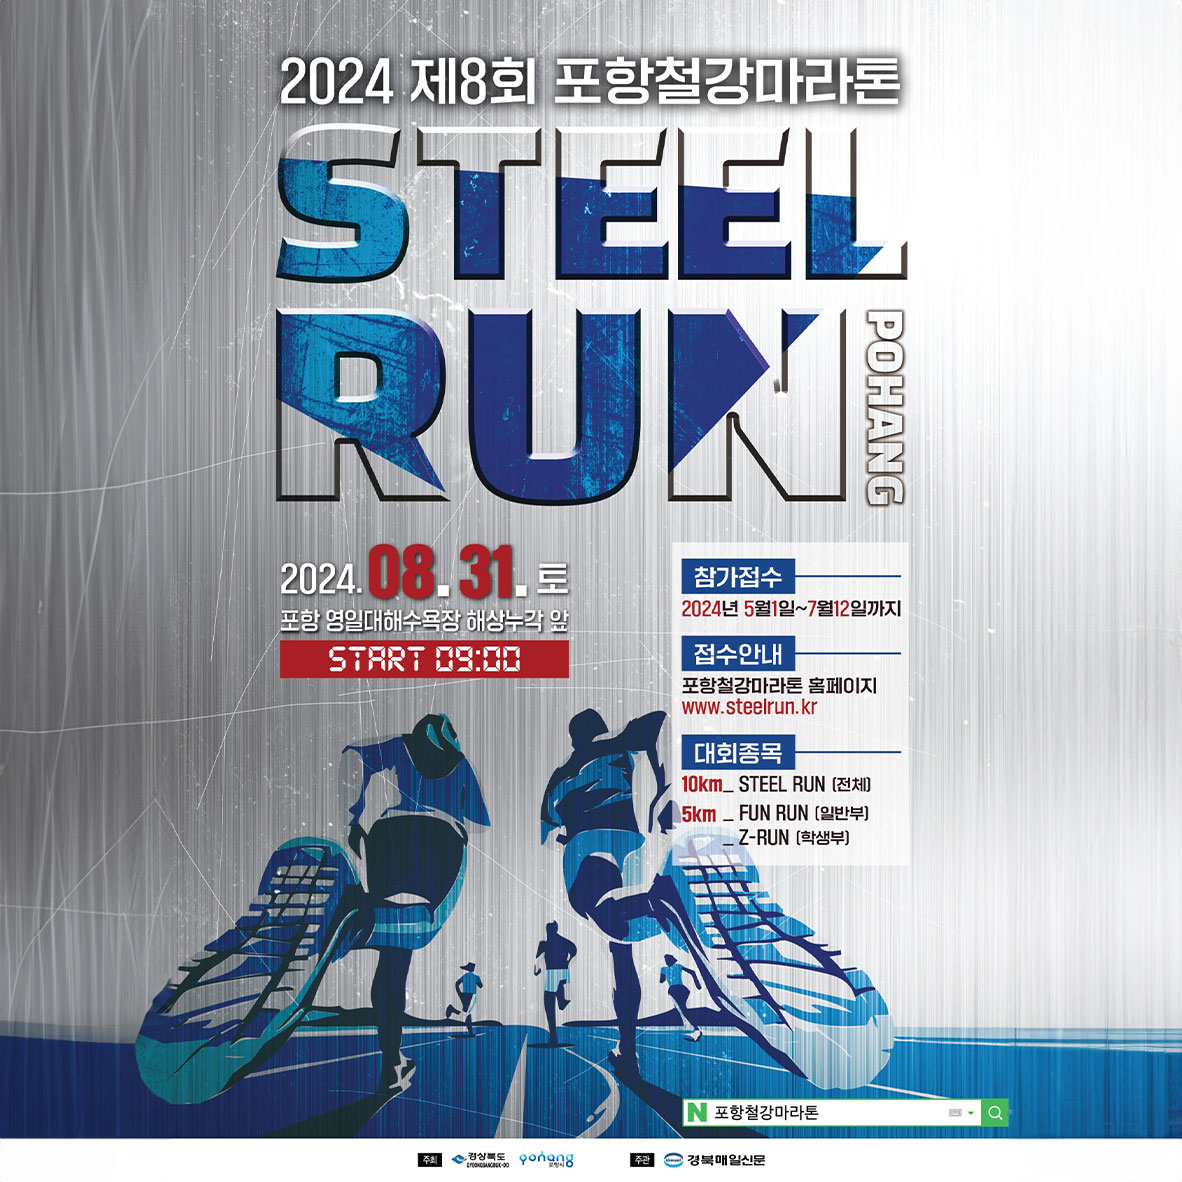 2024 제8회 포항철강마라톤
STEEL
RUN
POHANG
2024. 08. 31. 토
포항 영일대해수욕장 해상누각 앞
START 09:00
참가접수
2024년 5월1일~7월12일까지
접수안내
포항철강마라톤 홈페이지
www.steelrun.kr
대회종목
10km_ STEEL RUN (전체)
5km _ FUN RUN (일반부)
_ Z-RUN (학생부)
N 포항철강마라톤
주최 경상북도 GYEONGSANGBUK-DO pohang 포항시 주관 경북매일신문